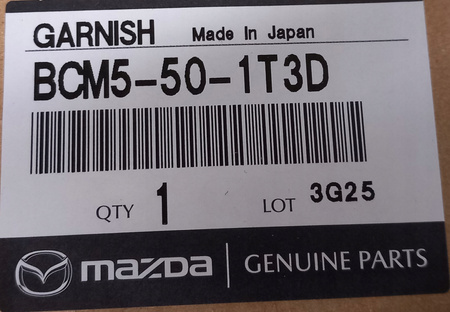 GARNISH Made In Japan
BCM5-50-1T3D
QTY 1 LOT 3G25
mazda GENUINE PARTS